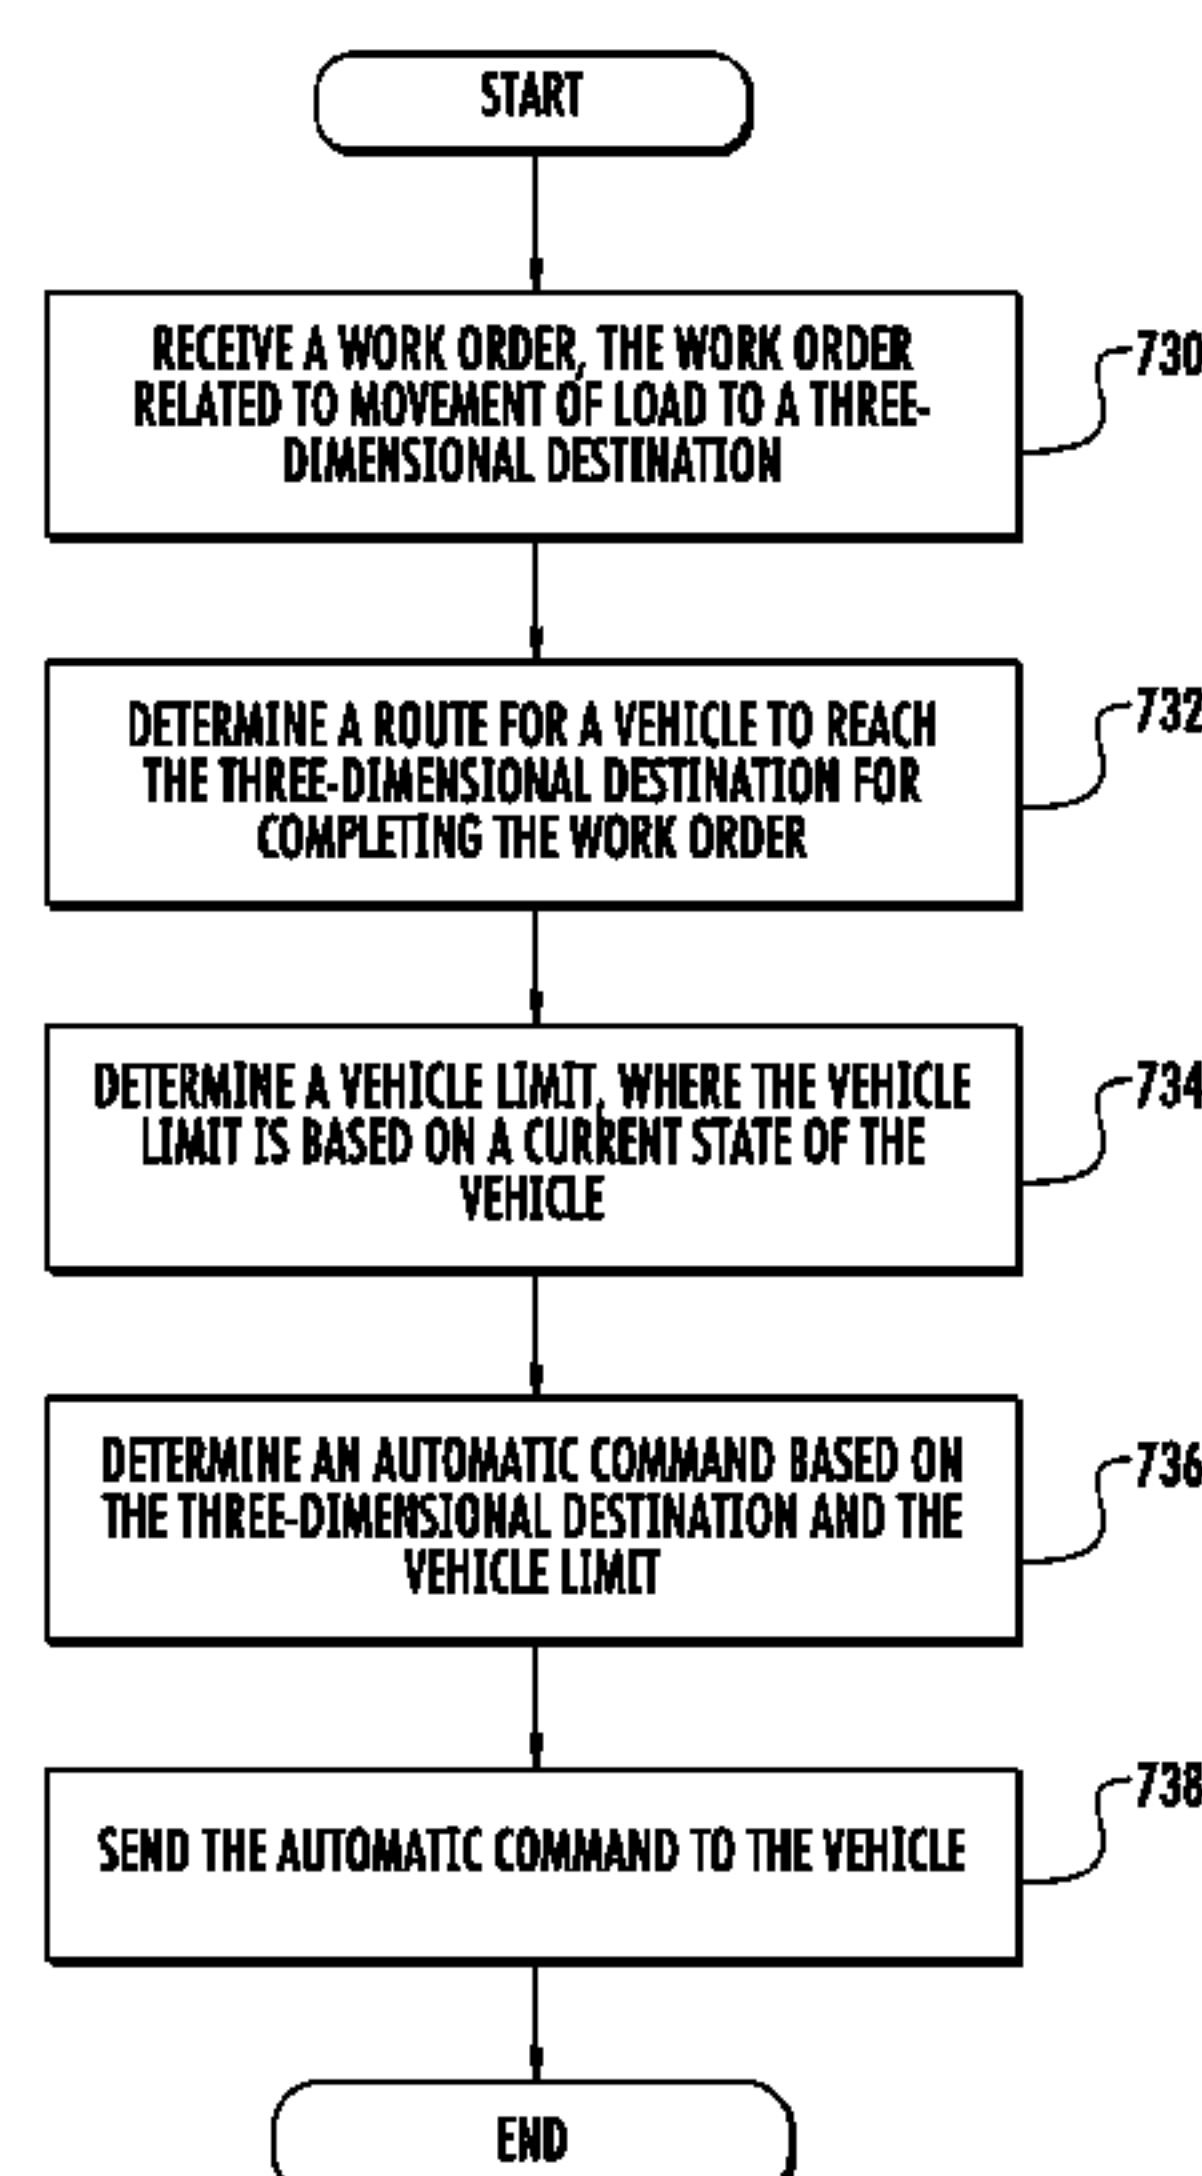 START
RECEIVE A WORK ORDER, THE WORK ORDER
RELATED TO MOVEMENT OF LOAD TO A THREE-
DIMENSIONAL DESTINATION
730
DETERMINE A ROUTE FOR A VEHICLE TO REACH
THE THREE-DIMENSIONAL DESTINATION FOR
COMPLETING THE WORK ORDER
732
DETERMINE A VEHICLE LIMIT, WHERE THE VEHICLE
LIMIT IS BASED ON A CURRENT STATE OF THE
VEHICLE
734
DETERMINE AN AUTOMATIC COMMAND BASED ON
THE THREE-DIMENSIONAL DESTINATION AND THE
VEHICLE LIMIT
736
SEND THE AUTOMATIC COMMAND TO THE VEHICLE
738
END